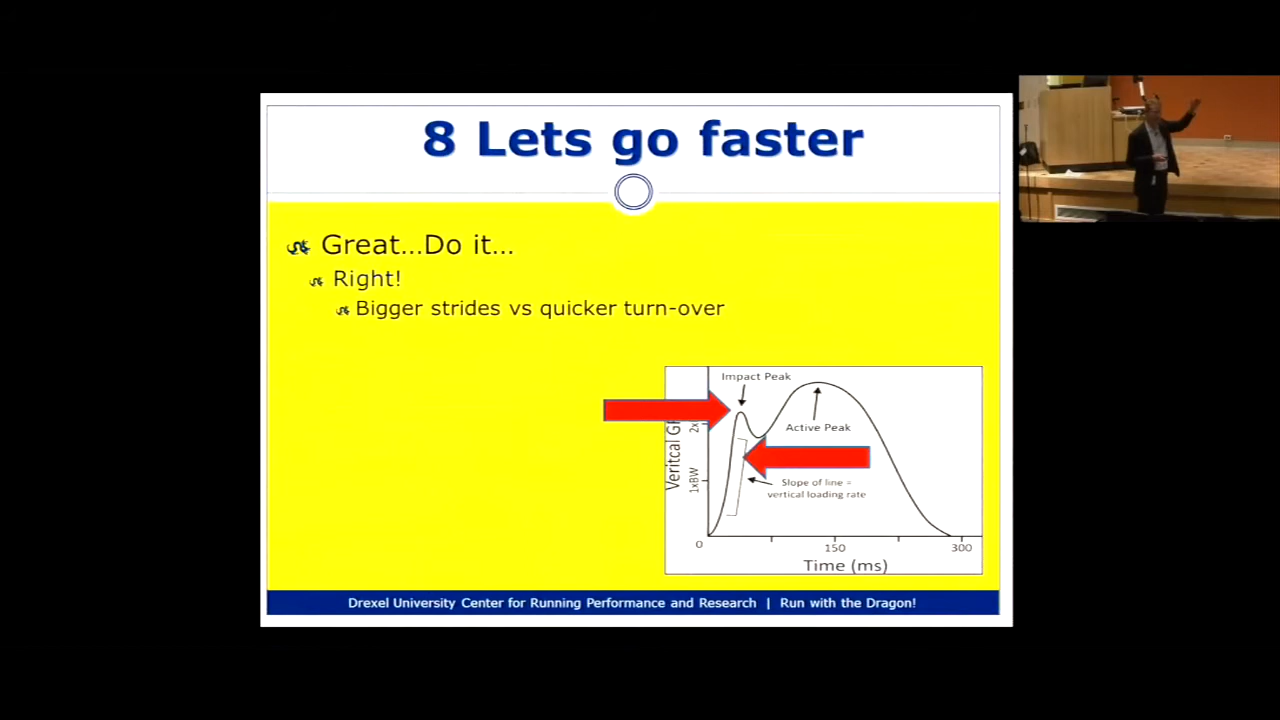 8 Lets go faster
Great...Do it...
Right!
Bigger strides vs quicker turn-over
Impact Peak
Active Peak
Veritcal
2x
1xBW
Slope of line =
vertical loading rate
0
150
300
Time (ms)
Drexel University Center for Running Performance and Research | Run with the Dragon!